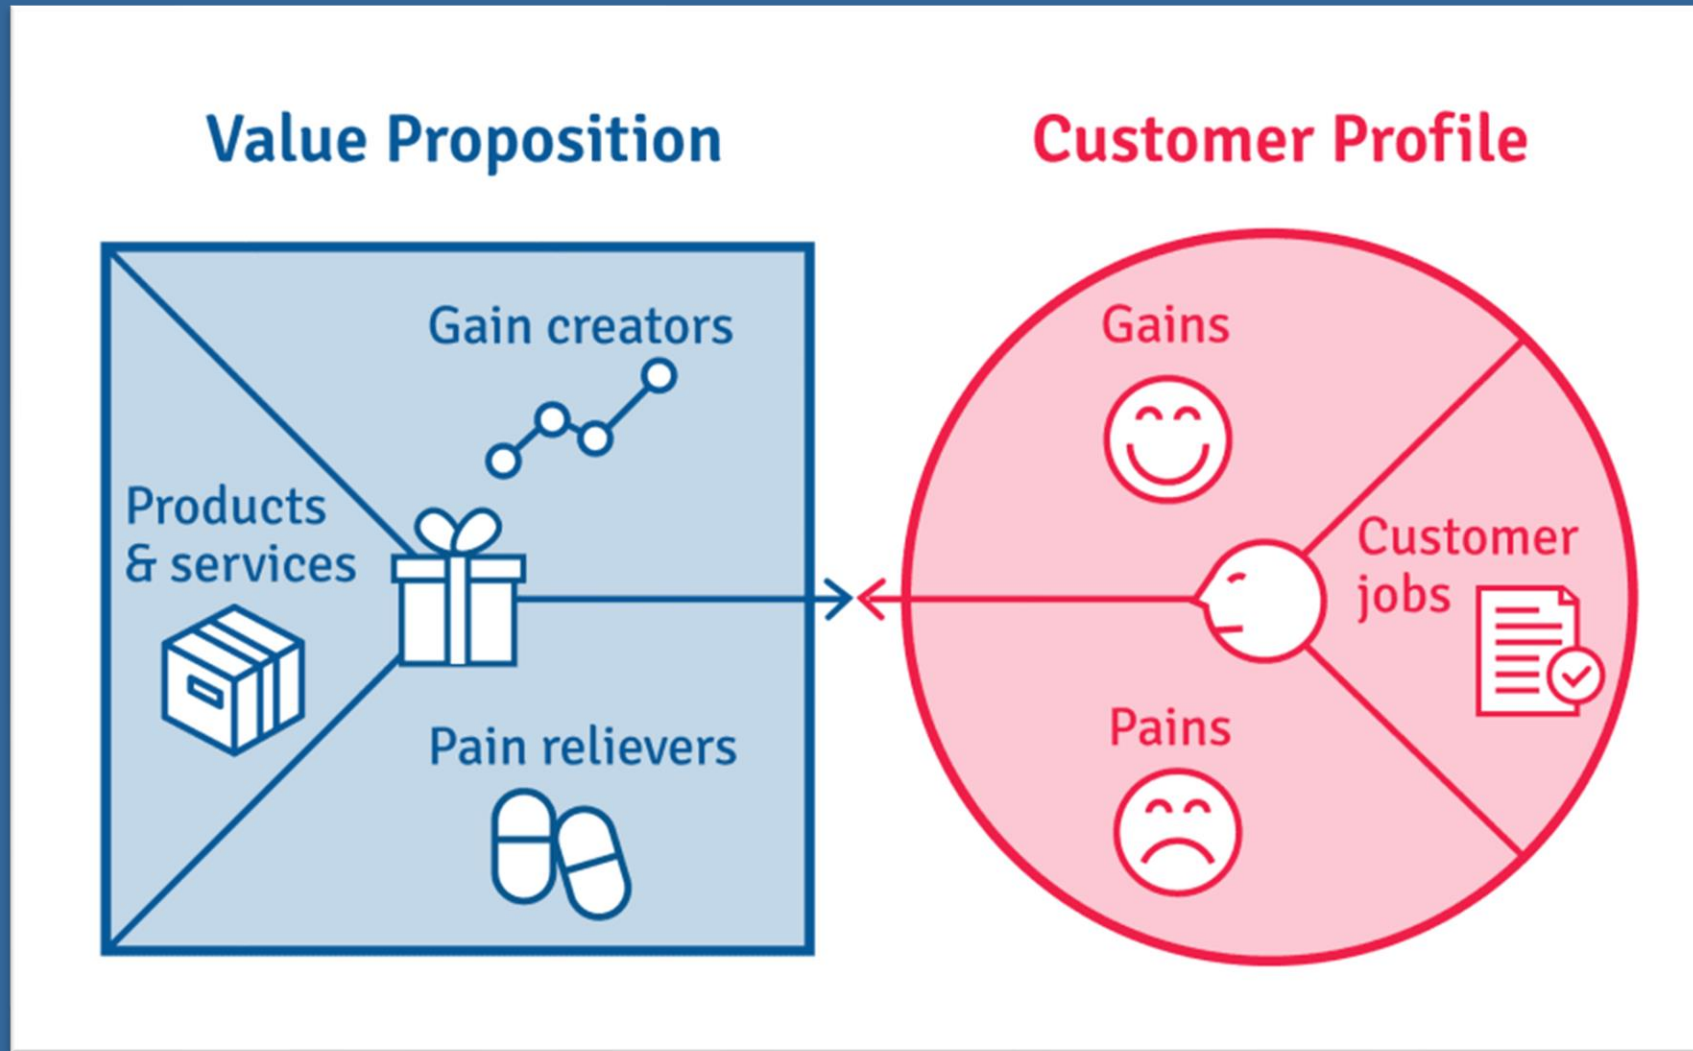 Value Proposition
Customer Profile
Gain creators
Products
& services
Pain relievers
Gains
Customer
jobs
Pains